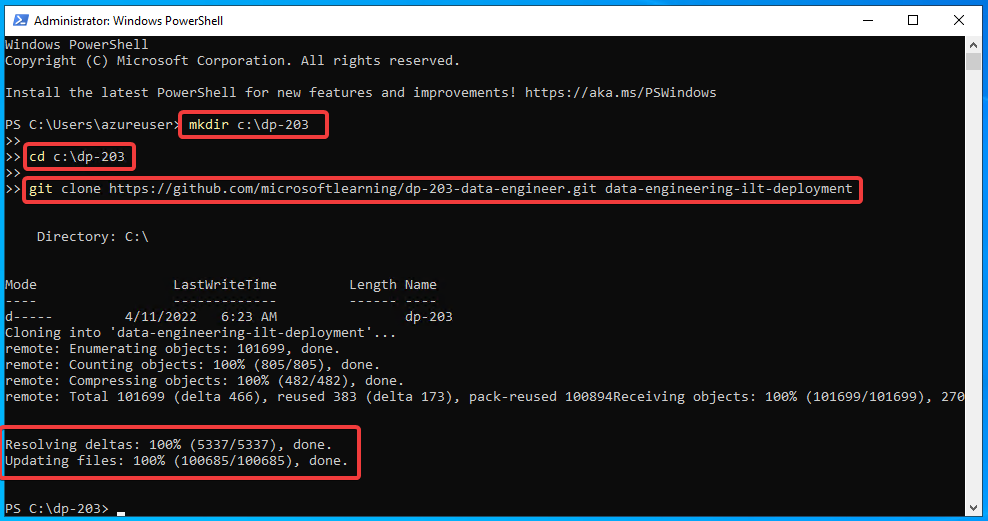 Administrator: Windows PowerShell
Windows PowerShell
Copyright (C) Microsoft Corporation. All rights reserved.
Install the latest PowerShell for new features and improvements! https://aka.ms/PSWindows
PS C:\Users\azureuser> mkdir c:\dp-203
>>
>> cd c:\dp-203
>>
>> git clone https://github.com/microsoftlearning/dp-203-data-engineer.git data-engineering-ilt-deployment
Directory: C:\
Mode LastWriteTime Length Name
---- ------------- ------ ----
d----- 4/11/2022 6:23 AM dp-203
Cloning into 'data-engineering-ilt-deployment'...
remote: Enumerating objects: 101699, done.
remote: Counting objects: 100% (805/805), done.
remote: Compressing objects: 100% (482/482), done.
remote: Total 101699 (delta 466), reused 383 (delta 173), pack-reused 100894Receiving objects: 100% (101699/101699), 270
Resolving deltas: 100% (5337/5337), done.
Updating files: 100% (100685/100685), done.
PS C:\dp-203>